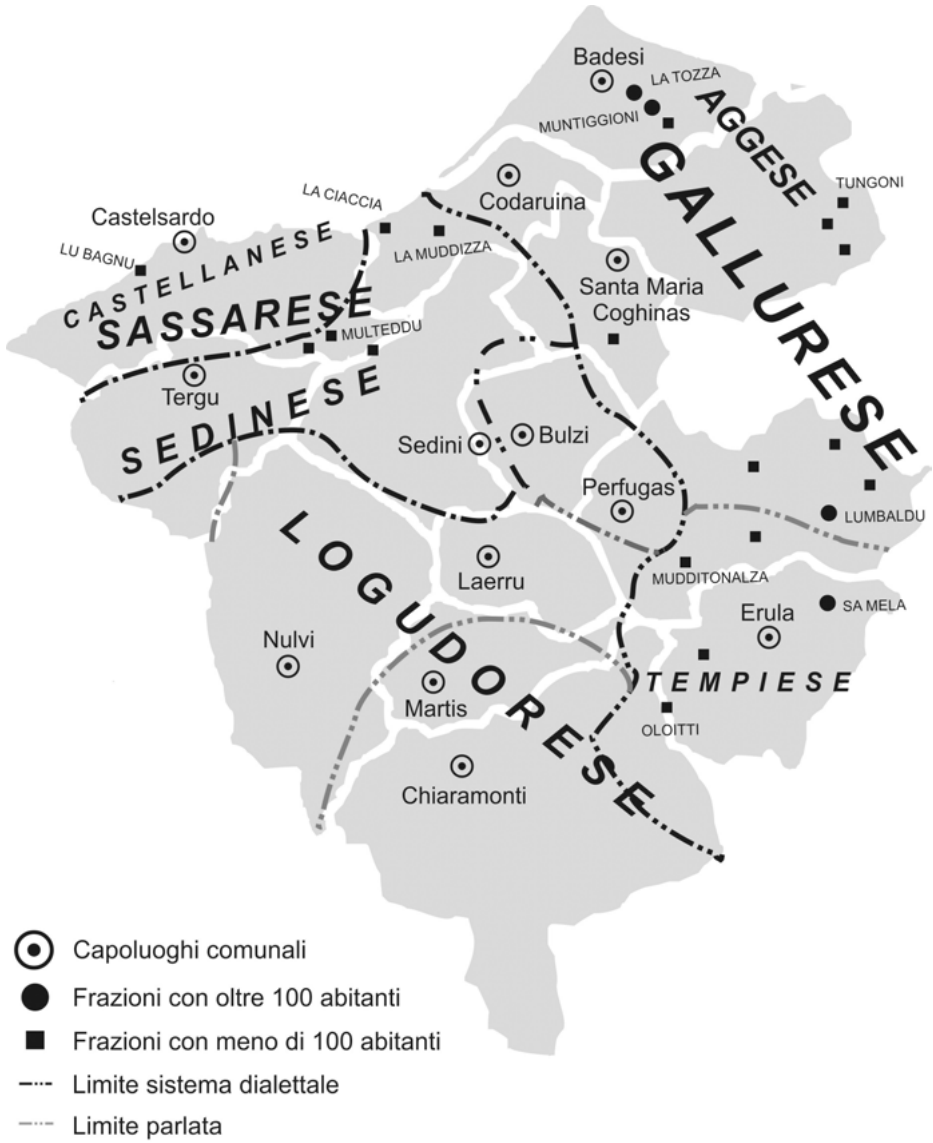 Badesi
LA TOZZA
AGGESE
MUNTIGGIONI
GALLURESE
TUNGONI
LA CIACCIA
Codaruina
Castelsardo
LU BAGNU
CASTELLANESE
LA MUDDIZZA
Santa Maria
Coghinas
SASSARESE
MULTEDDU
Tergu
SEDINESE
Sedini
Bulzi
Perfugas
LUMBALDU
LOGUDORESE
Laerru
MUDDITONALZA
Erula
SA MELA
Nulvi
TEMPIESE
Martis
OLOITTI
Chiaramonti
Capoluoghi comunali
Frazioni con oltre 100 abitanti
Frazioni con meno di 100 abitanti
Limite sistema dialettale
Limite parlata